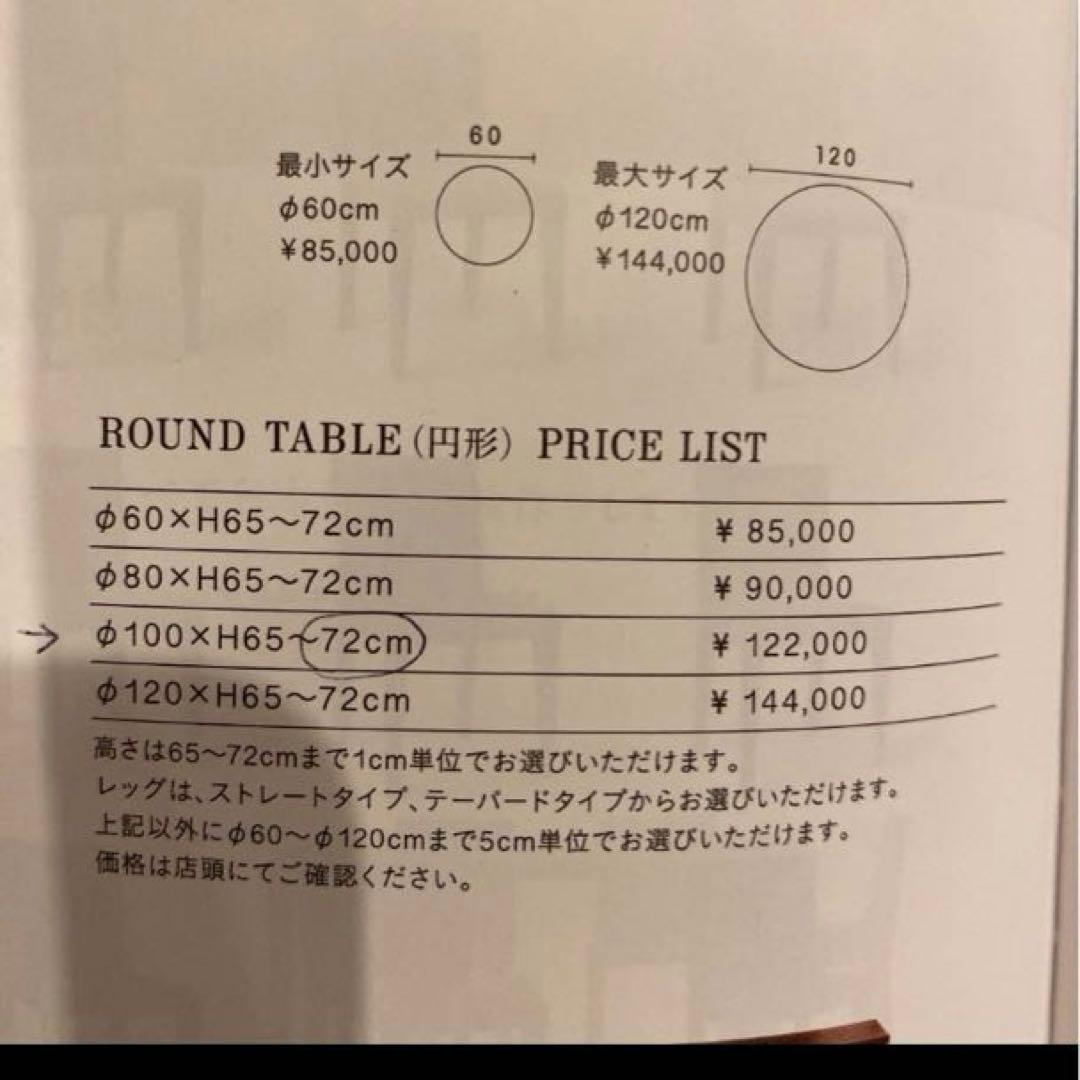 最小サイズ
φ60cm
¥85,000
60
最大サイズ
φ120cm
¥144,000
120
ROUND TABLE (円形) PRICE LIST
φ60×H65〜72cm ¥ 85,000
φ80×H65〜72cm ¥ 90,000
φ100×H65〜72cm ¥ 122,000
φ120×H65〜72cm ¥ 144,000
高さは65〜72cmまで1cm単位でお選びいただけます。
レッグは、ストレートタイプ、テーパードタイプからお選びいただけます。
上記以外にφ60〜φ120cmまで5cm単位でお選びいただけます。
価格は店頭にてご確認ください。